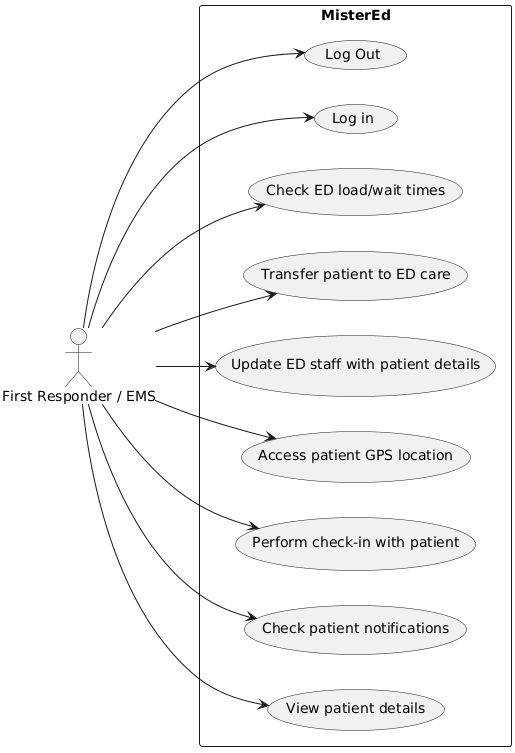 MisterEd
Log Out
Log in
Check ED load/wait times
Transfer patient to ED care
Update ED staff with patient details
First Responder / EMS
Access patient GPS location
Perform check-in with patient
Check patient notifications
View patient details